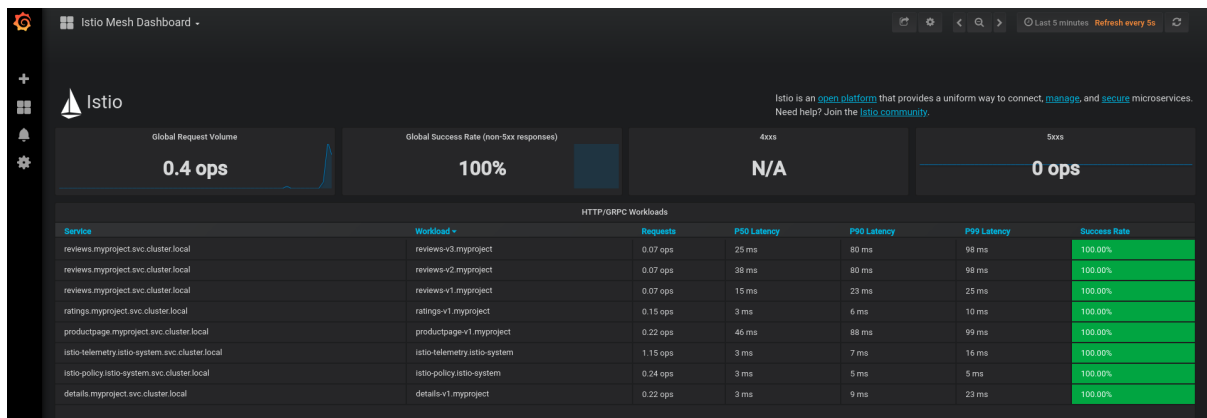 Istio Mesh Dashboard
Last 5 minutes Refresh every 5s
Istio
Istio is an open platform that provides a uniform way to connect, manage, and secure microservices.
Need help? Join the Istio community.
Global Request Volume
0.4 ops
Global Success Rate (non-5xx responses)
100%
4xxs
N/A
5xxs
0 ops
HTTP/GRPC Workloads
Service Workload Requests P50 Latency P90 Latency P99 Latency Success Rate
reviews.myproject.svc.cluster.local reviews-v3.myproject 0.07 ops 25 ms 80 ms 98 ms 100.00%
reviews.myproject.svc.cluster.local reviews-v2.myproject 0.07 ops 38 ms 80 ms 98 ms 100.00%
reviews.myproject.svc.cluster.local reviews-v1.myproject 0.07 ops 15 ms 23 ms 25 ms 100.00%
ratings.myproject.svc.cluster.local ratings-v1.myproject 0.15 ops 3 ms 6 ms 10 ms 100.00%
productpage.myproject.svc.cluster.local productpage-v1.myproject 0.22 ops 46 ms 88 ms 99 ms 100.00%
istio-telemetry.istio-system.svc.cluster.local istio-telemetry.istio-system 1.15 ops 3 ms 7 ms 16 ms 100.00%
istio-policy.istio-system.svc.cluster.local istio-policy.istio-system 0.24 ops 3 ms 5 ms 5 ms 100.00%
details.myproject.svc.cluster.local details-v1.myproject 0.22 ops 3 ms 9 ms 23 ms 100.00%